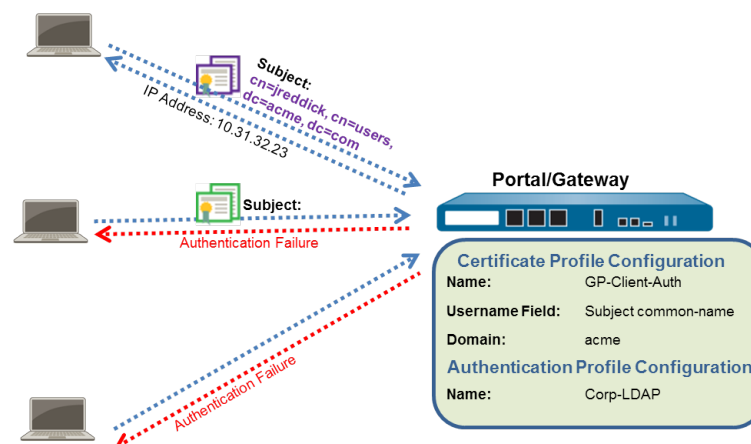 Subject:
cn=jreddick, cn=users,
dc=acme, dc=com
IP Address: 10.31.32.23
Portal/Gateway
Subject:
Authentication Failure
Certificate Profile Configuration
Name: GP-Client-Auth
Username Field: Subject common-name
Domain: acme
Authentication Profile Configuration
Name: Corp-LDAP
Authentication Failure